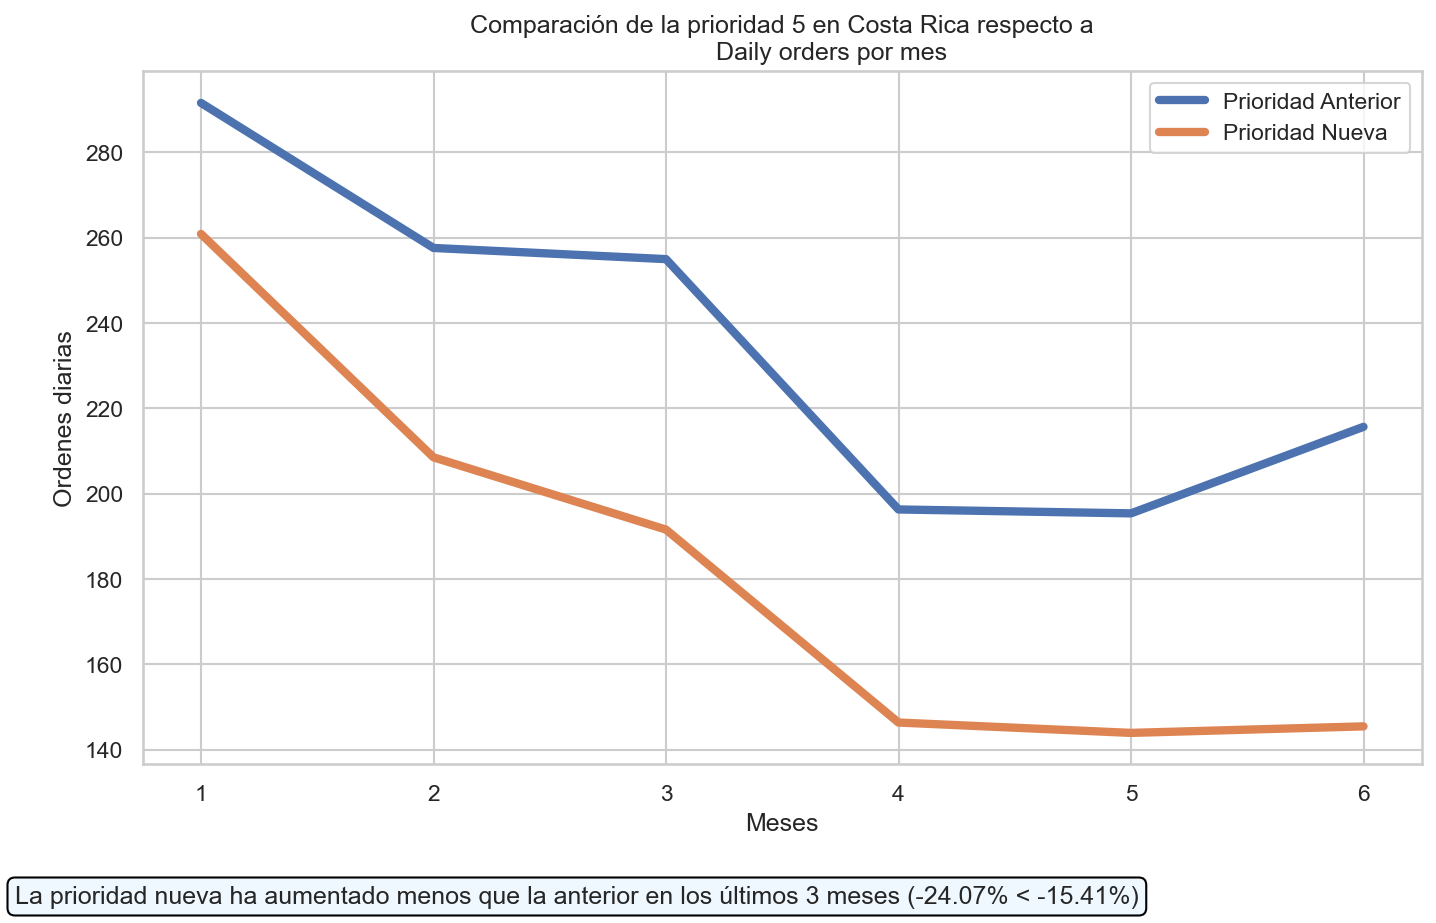 Comparación de la prioridad 5 en Costa Rica respecto a
Daily orders por mes
Prioridad Anterior
Prioridad Nueva
Ordenes diarias
280
260
240
220
200
180
160
140
1 2 3 4 5 6
Meses
La prioridad nueva ha aumentado menos que la anterior en los últimos 3 meses (-24.07% < -15.41%)